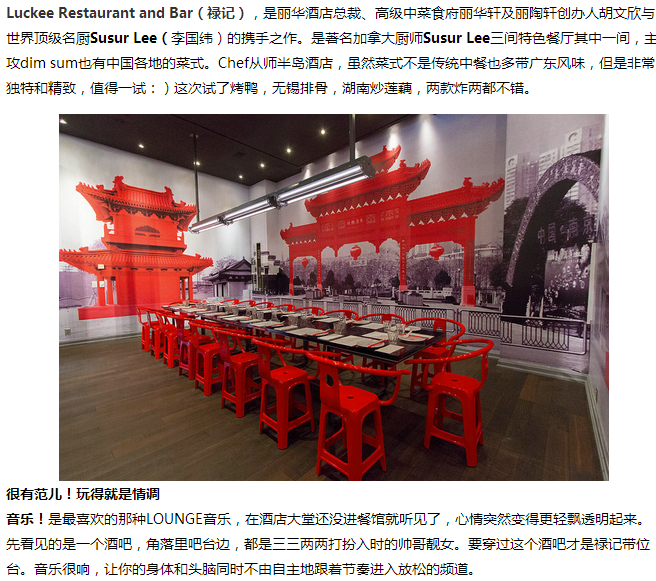 Luckee Restaurant and Bar（禄记），是丽华酒店总裁、高级中菜食府丽华轩及丽陶轩创办人胡文欣与
世界顶级名厨Susur Lee（李国纬）的携手之作。是著名加拿大厨师Susur Lee三间特色餐厅其中一间，主
攻dim sum也有中国各地的菜式。Chef从师半岛酒店，虽然菜式不是传统中餐也多带广东风味，但是非常
独特和精致，值得一试：）这次试了烤鸭，无锡排骨，湖南炒莲藕，两款炸两都不错。
很有范儿！玩得就是情调
音乐！是最喜欢的那种LOUNGE音乐，在酒店大堂还没进餐馆就听见了，心情突然变得更轻飘透明起来。
先看见的是一个酒吧，角落里吧台边，都是三三两两打扮入时的帅哥靓女。要穿过这个酒吧才是禄记带位
台。音乐很响，让你的身体和头脑同时不由自主地跟着节奏进入放松的频道。